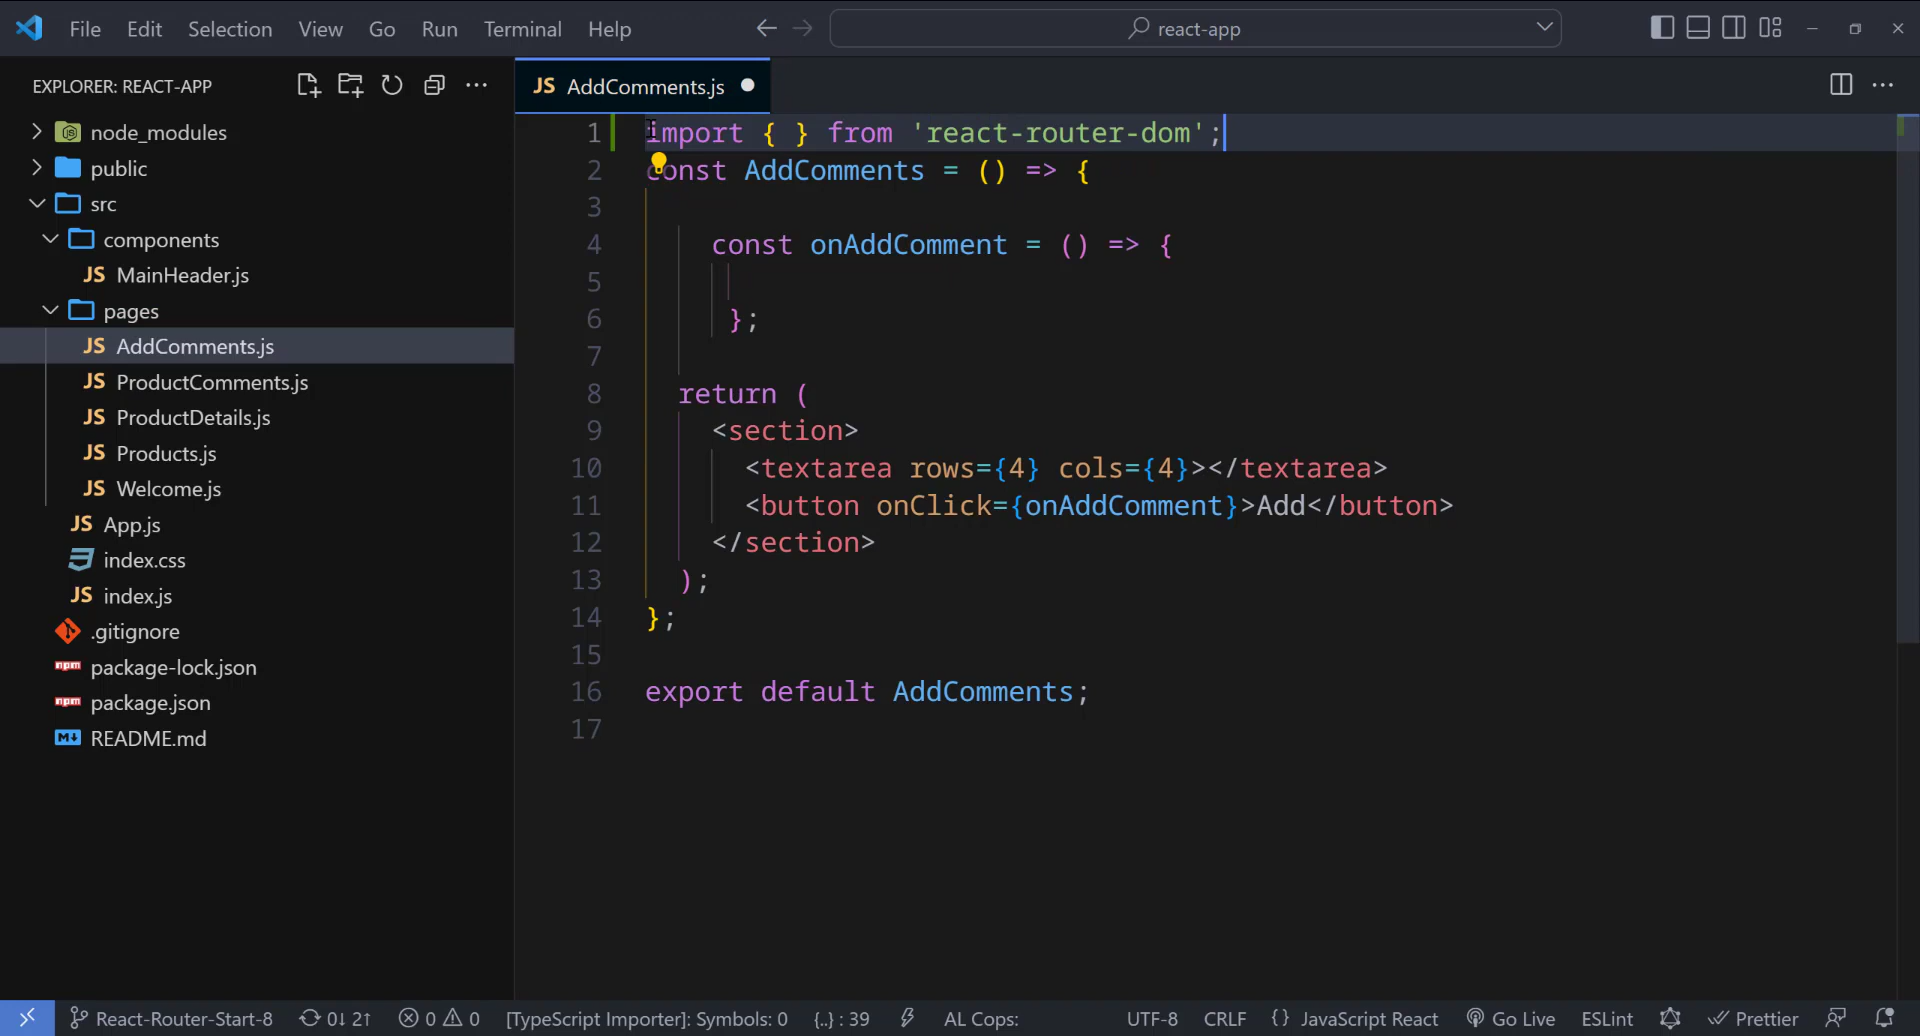 File Edit Selection View Go Run Terminal Help
react-app
EXPLORER: REACT-APP
node_modules
public
src
components
JS MainHeader.js
pages
JS AddComments.js
JS ProductComments.js
JS ProductDetails.js
JS Products.js
JS Welcome.js
JS App.js
index.css
JS index.js
.gitignore
npm package-lock.json
npm package.json
M README.md
JS AddComments.js
1 import { } from 'react-router-dom';
2 const AddComments = () => {
3
4 const onAddComment = () => {
5
6 };
7
8 return (
9 <section>
10 <textarea rows={4} cols={4}></textarea>
11 <button onClick={onAddComment}>Add</button>
12 </section>
13 );
14 };
15
16 export default AddComments;
17
React-Router-Start-8 0↓ 2↑ 0 0 [TypeScript Importer]: Symbols: 0 {..} : 39 AL Cops: UTF-8 CRLF {} JavaScript React Go Live ESLint Prettier